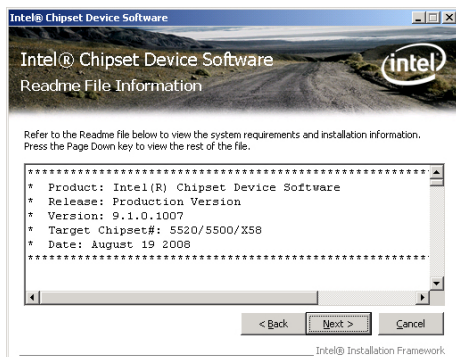 Intel® Chipset Device Software
Intel® Chipset Device Software
intel®
Readme File Information
Refer to the Readme file below to view the system requirements and installation information.
Press the Page Down key to view the rest of the file.
*********************************************
* Product: Intel(R) Chipset Device Software
* Release: Production Version
* Version: 9.1.0.1007
* Target Chipset#: 5520/5500/X58
* Date: August 19 2008
*********************************************
< Back Next > Cancel
Intel® Installation Framework